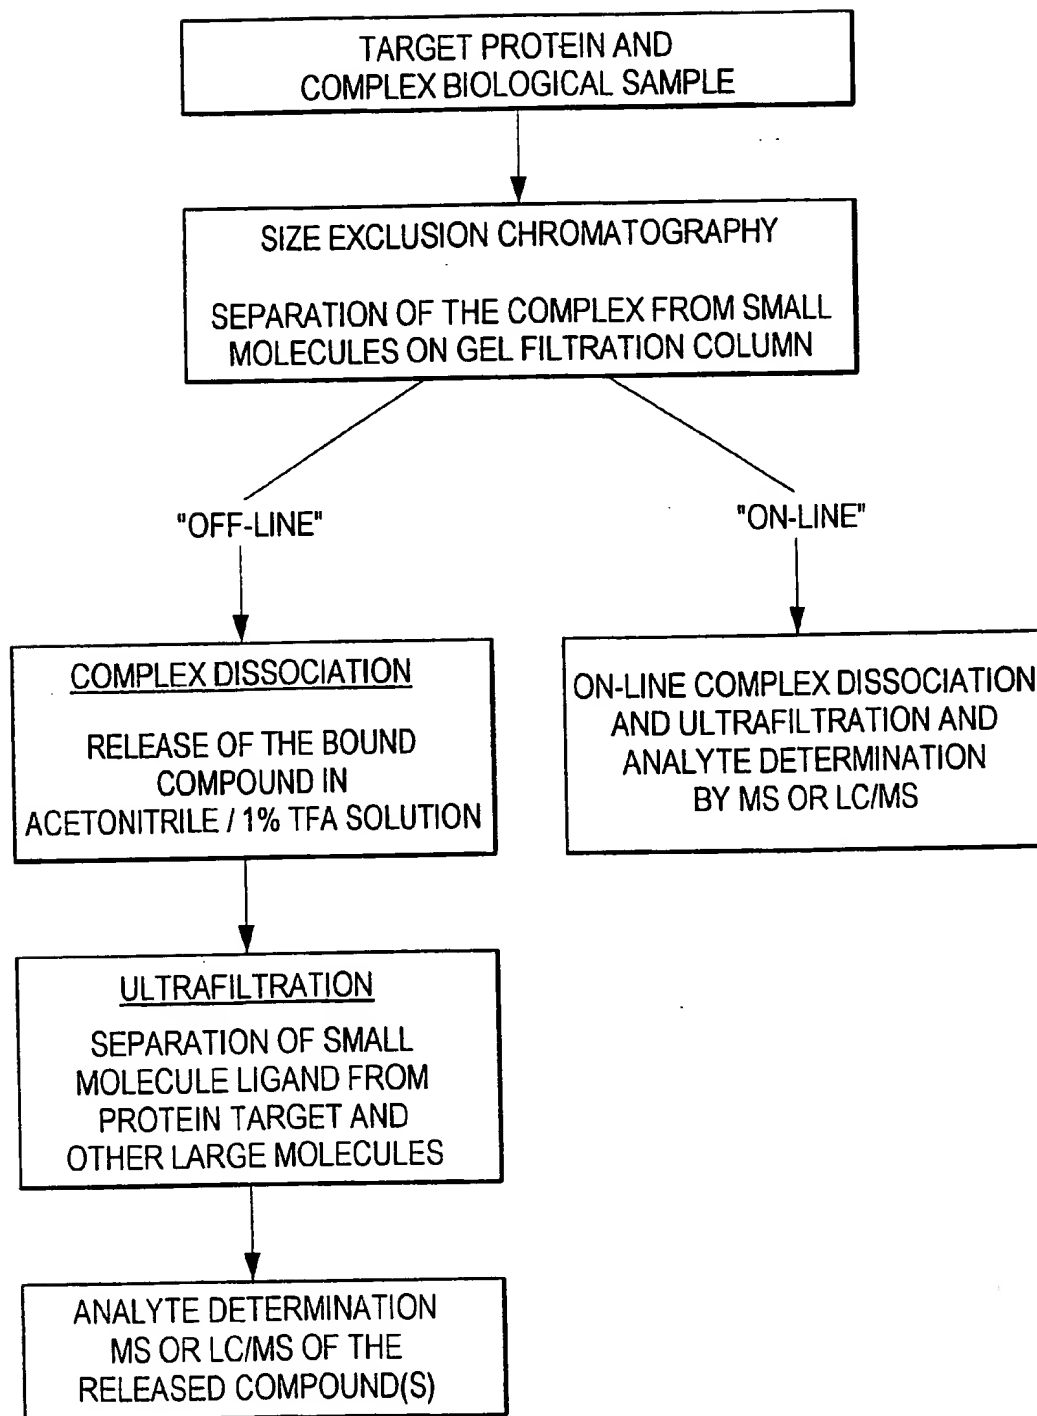 TARGET PROTEIN AND
COMPLEX BIOLOGICAL SAMPLE
SIZE EXCLUSION CHROMATOGRAPHY
SEPARATION OF THE COMPLEX FROM SMALL
MOLECULES ON GEL FILTRATION COLUMN
"OFF-LINE"
"ON-LINE"
COMPLEX DISSOCIATION
RELEASE OF THE BOUND
COMPOUND IN
ACETONITRILE / 1% TFA SOLUTION
ON-LINE COMPLEX DISSOCIATION
AND ULTRAFILTRATION AND
ANALYTE DETERMINATION
BY MS OR LC/MS
ULTRAFILTRATION
SEPARATION OF SMALL
MOLECULE LIGAND FROM
PROTEIN TARGET AND
OTHER LARGE MOLECULES
ANALYTE DETERMINATION
MS OR LC/MS OF THE
RELEASED COMPOUND(S)